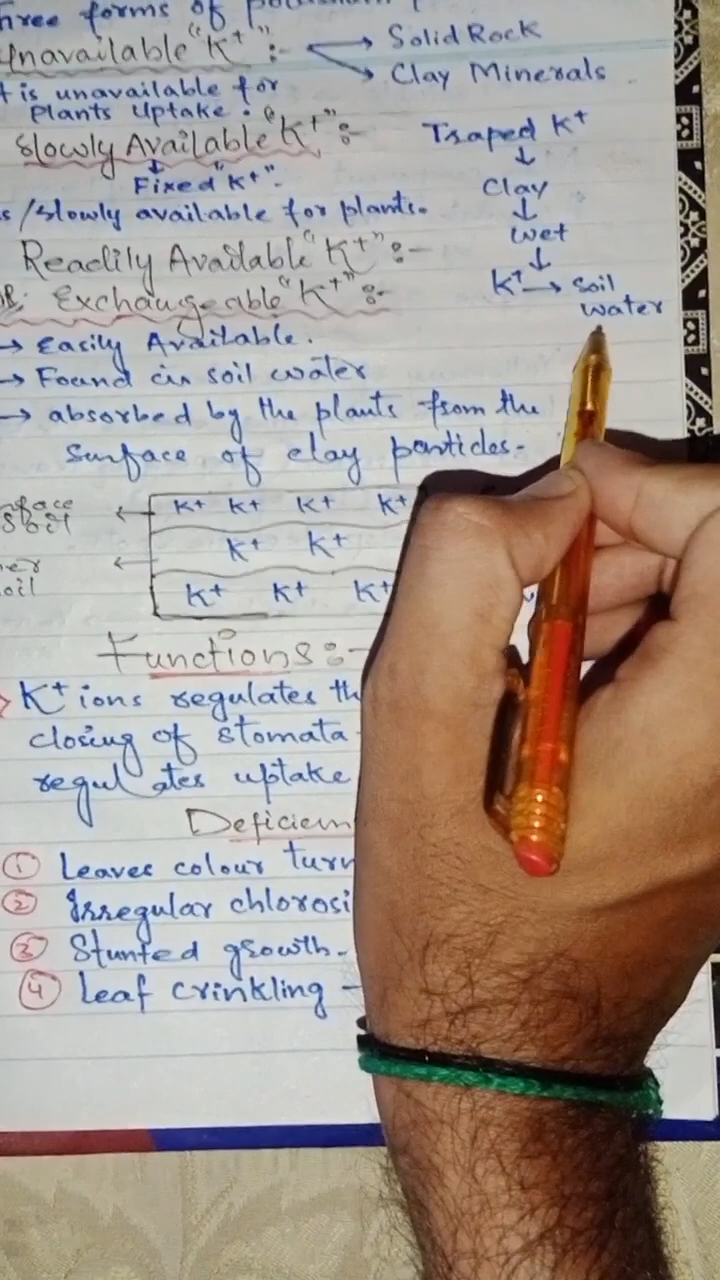 three forms of potassium
Unavailable "K+" :- → Solid Rock
→ Clay Minerals
It is unavailable for
Plants Uptake.
Slowly Available "K+" :-
Fixed "K+".
/slowly available for plants.
Traped K+
↓
Clay
↓
Wet
↓
K+ → Soil
water
Readily Available "K+" :-
OR: Exchangeable "K+" :-
→ Easily Available.
→ Found in soil water
→ absorbed by the plants from the
Surface of clay particles.
K+ K+ K+ K+
K+ K+
K+ K+ K+
Functions :-
K+ ions regulates
closing of stomata
regulates uptake
Deficien
① Leaves colour turn
② Irregular chlorosi
③ Stunted growth.
④ Leaf crinkling -